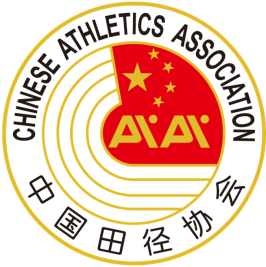 CHINESE ATHLETICS ASSOCIATION
中国田径协会